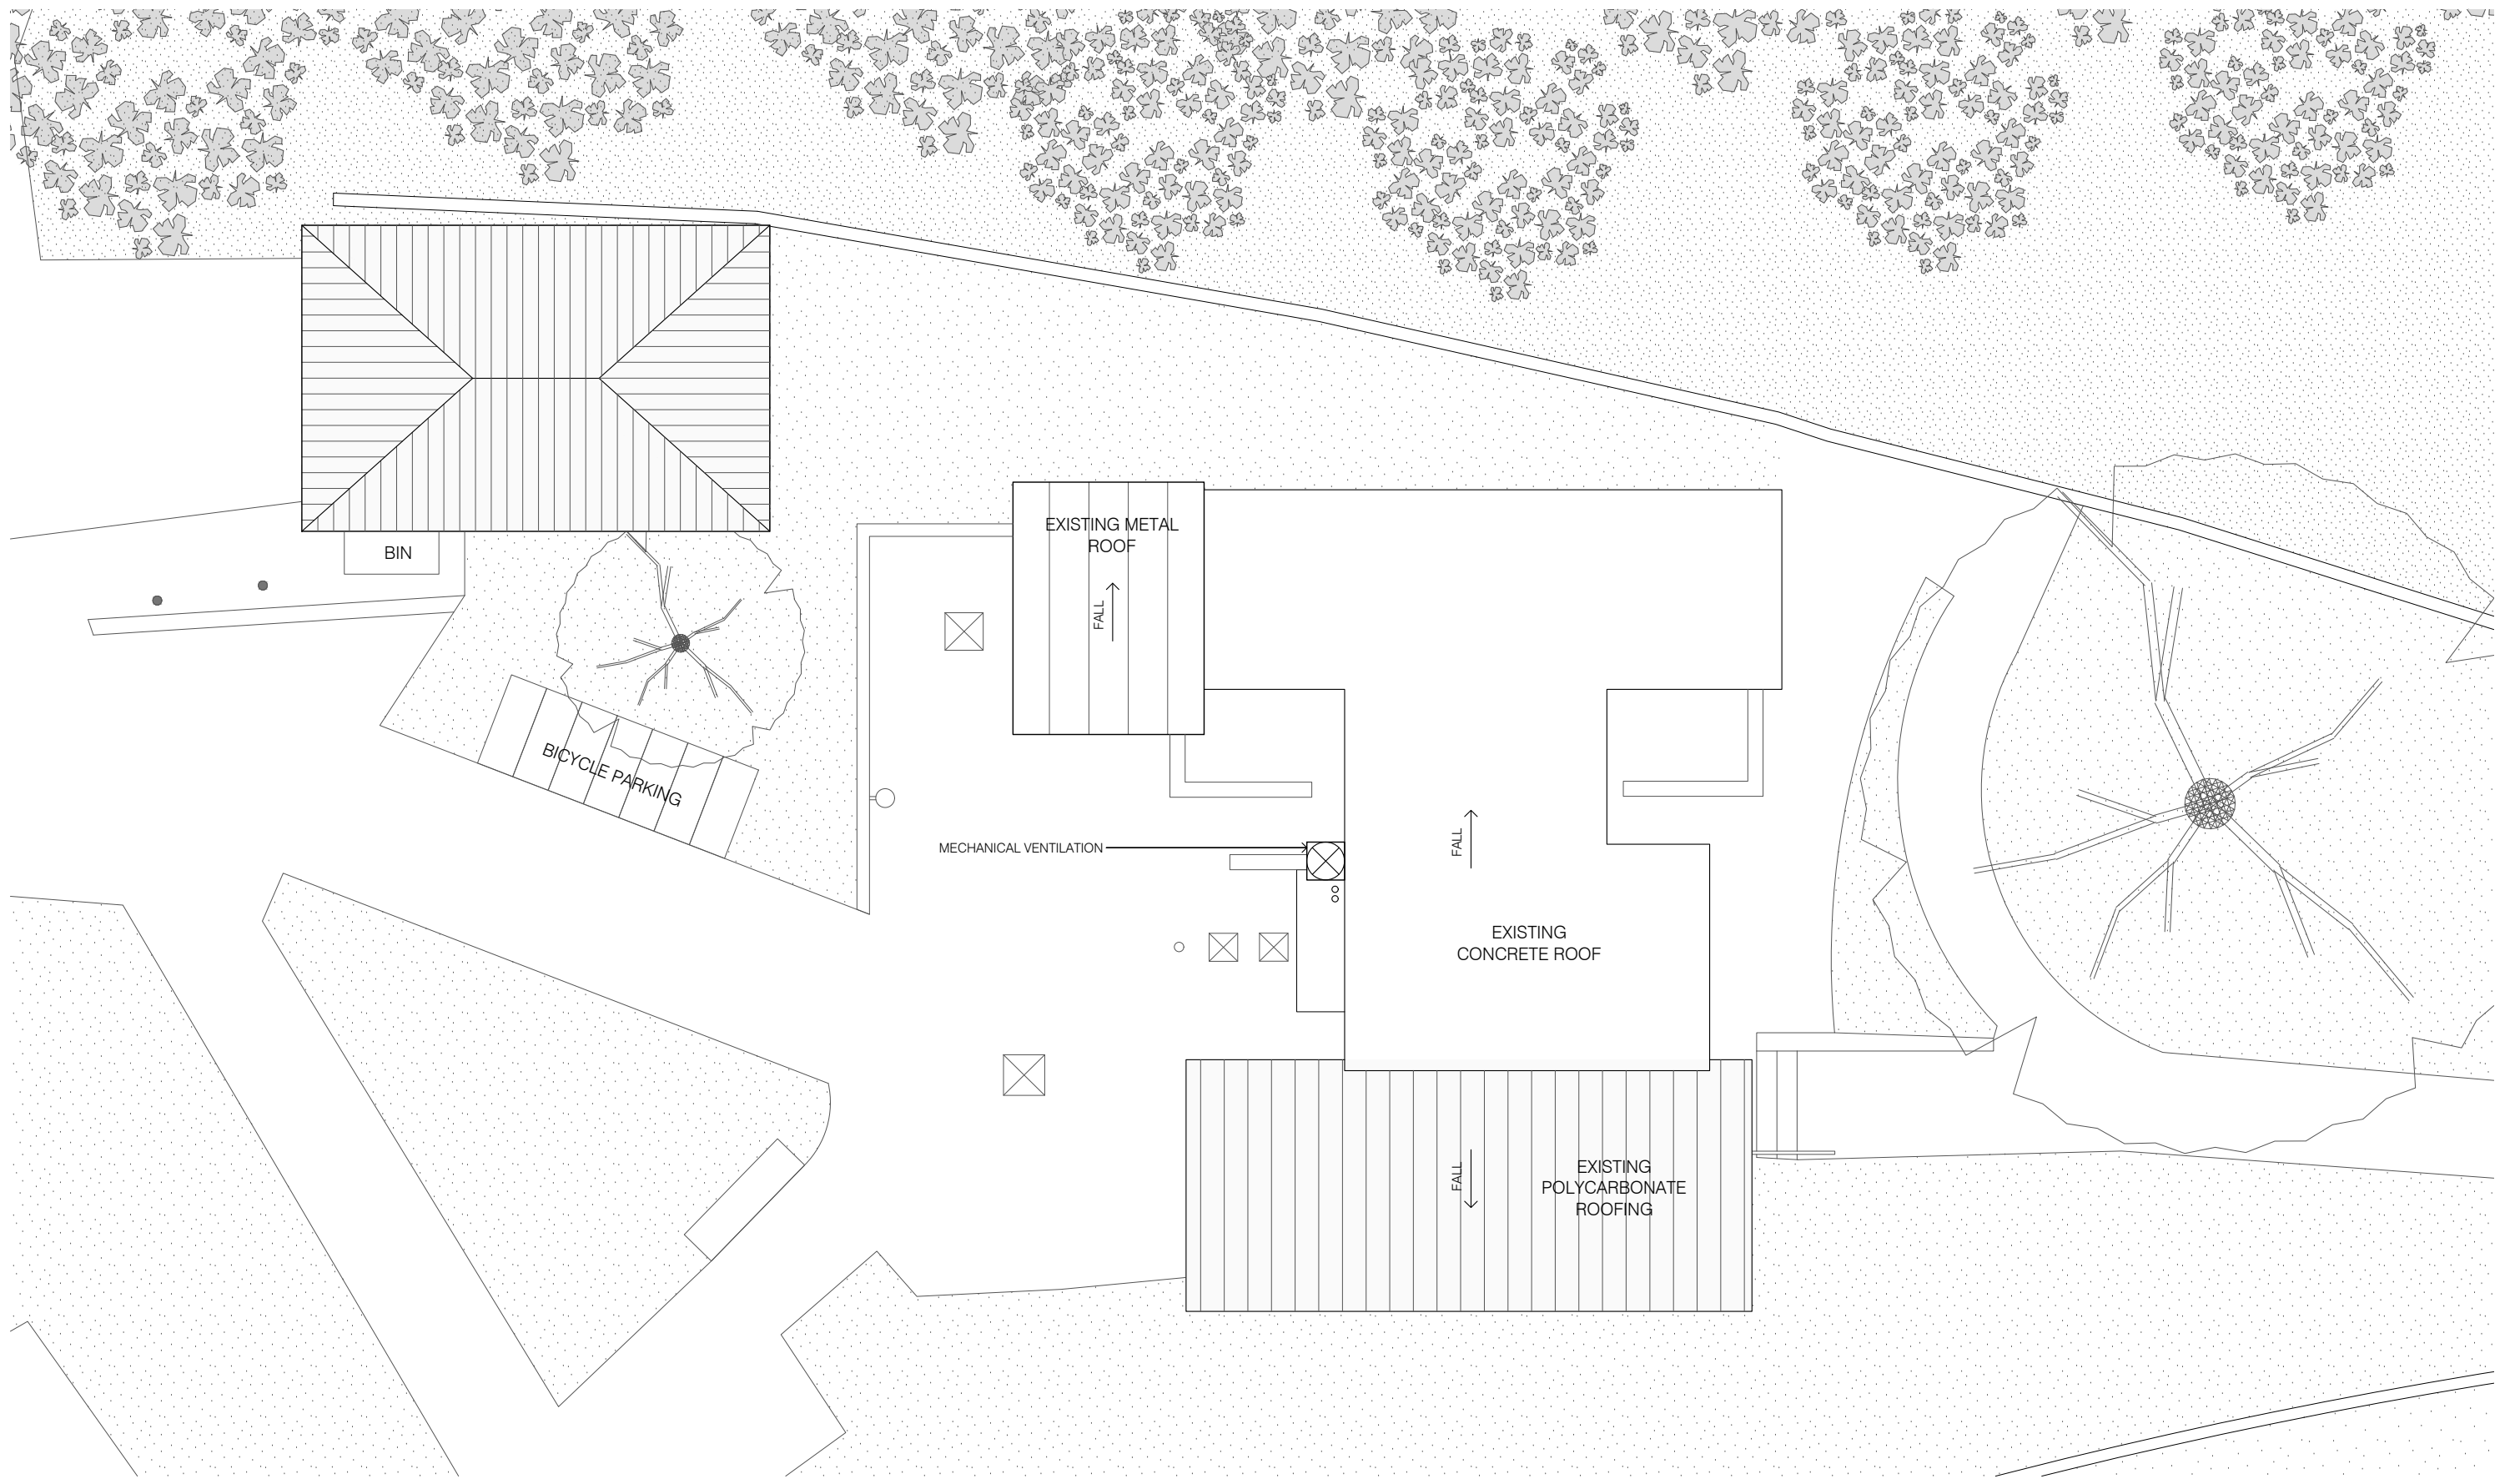 EXISTING METAL
ROOF
BIN
FALL
BICYCLE PARKING
MECHANICAL VENTILATION
FALL
EXISTING
CONCRETE ROOF
FALL
EXISTING
POLYCARBONATE
ROOFING